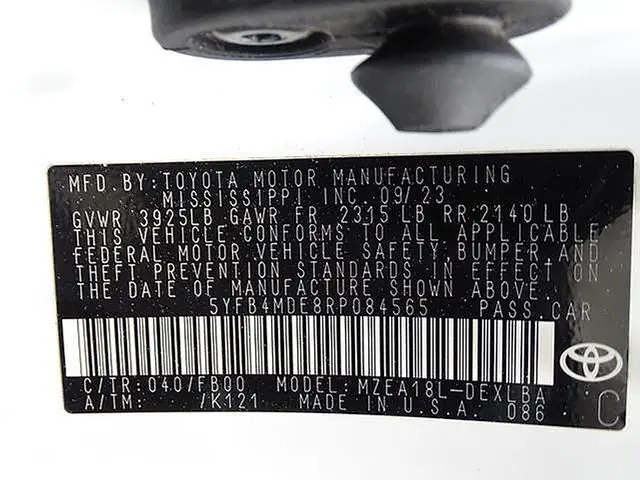 MFD. BY: TOYOTA MOTOR MANUFACTURING
MISSISSIPPI INC. 09/23
GVWR 3925LB GAWR FR 2315 LB RR 2140 LB
THIS VEHICLE CONFORMS TO ALL APPLICABLE
FEDERAL MOTOR VEHICLE SAFETY, BUMPER, AND
THEFT PREVENTION STANDARDS IN EFFECT ON
THE DATE OF MANUFACTURE SHOWN ABOVE.
5YFB4MDE8RP084565 PASS. CAR
C/TR: 040/FB00 MODEL: MZEA18L-DEXLBA
A/TM: /K121 MADE IN U.S.A. 086
C